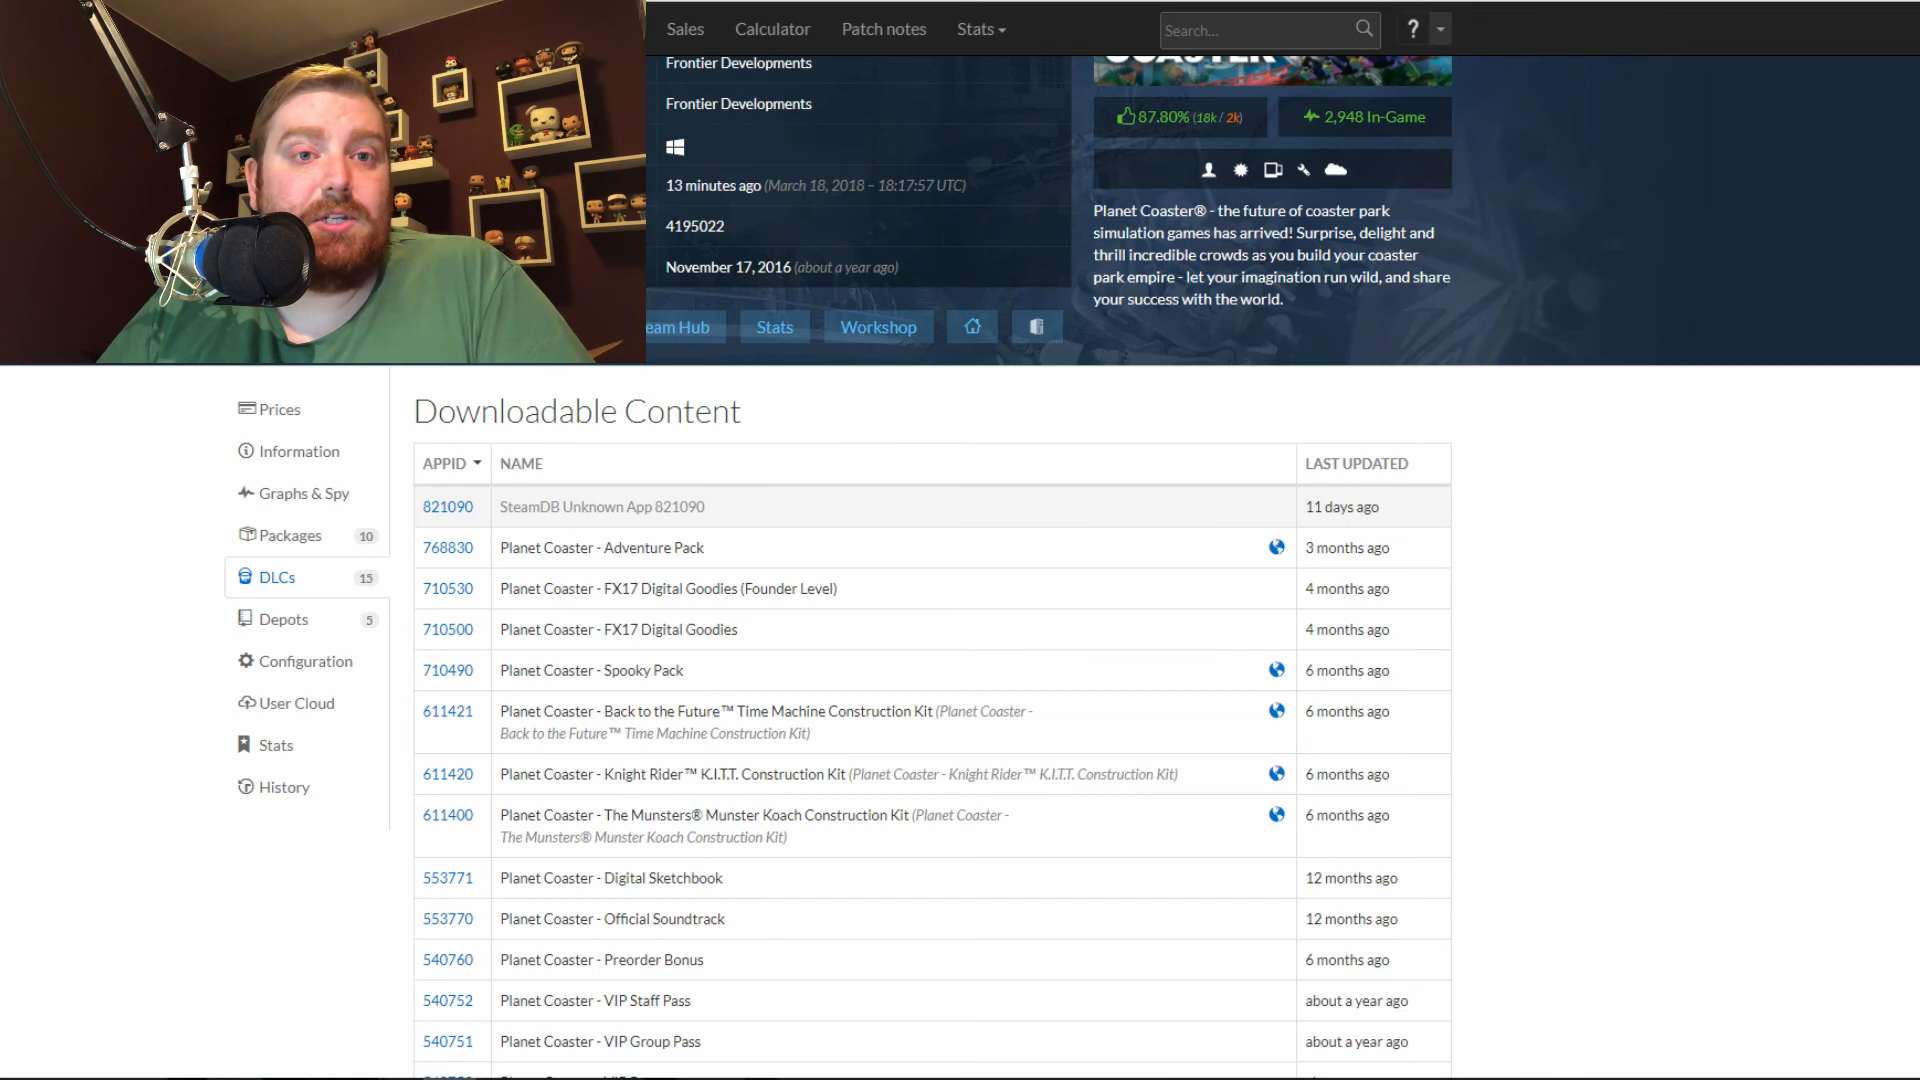 Sales Calculator Patch notes Stats
Search...
?
Frontier Developments
Frontier Developments
13 minutes ago (March 18, 2018 – 18:17:57 UTC)
4195022
November 17, 2016 (about a year ago)
eam Hub Stats Workshop
87.80% (18k / 2k)
2,948 In-Game
Planet Coaster® - the future of coaster park
simulation games has arrived! Surprise, delight and
thrill incredible crowds as you build your coaster
park empire - let your imagination run wild, and share
your success with the world.
Prices
Information
Graphs & Spy
Packages 10
DLCs 15
Depots 5
Configuration
User Cloud
Stats
History
Downloadable Content
APPID NAME LAST UPDATED
821090 SteamDB Unknown App 821090 11 days ago
768830 Planet Coaster - Adventure Pack 3 months ago
710530 Planet Coaster - FX17 Digital Goodies (Founder Level) 4 months ago
710500 Planet Coaster - FX17 Digital Goodies 4 months ago
710490 Planet Coaster - Spooky Pack 6 months ago
611421 Planet Coaster - Back to the Future™ Time Machine Construction Kit (Planet Coaster - 6 months ago
Back to the Future™ Time Machine Construction Kit)
611420 Planet Coaster - Knight Rider™ K.I.T.T. Construction Kit (Planet Coaster - Knight Rider™ K.I.T.T. Construction Kit) 6 months ago
611400 Planet Coaster - The Munsters® Munster Koach Construction Kit (Planet Coaster - 6 months ago
The Munsters® Munster Koach Construction Kit)
553771 Planet Coaster - Digital Sketchbook 12 months ago
553770 Planet Coaster - Official Soundtrack 12 months ago
540760 Planet Coaster - Preorder Bonus 6 months ago
540752 Planet Coaster - VIP Staff Pass about a year ago
540751 Planet Coaster - VIP Group Pass about a year ago